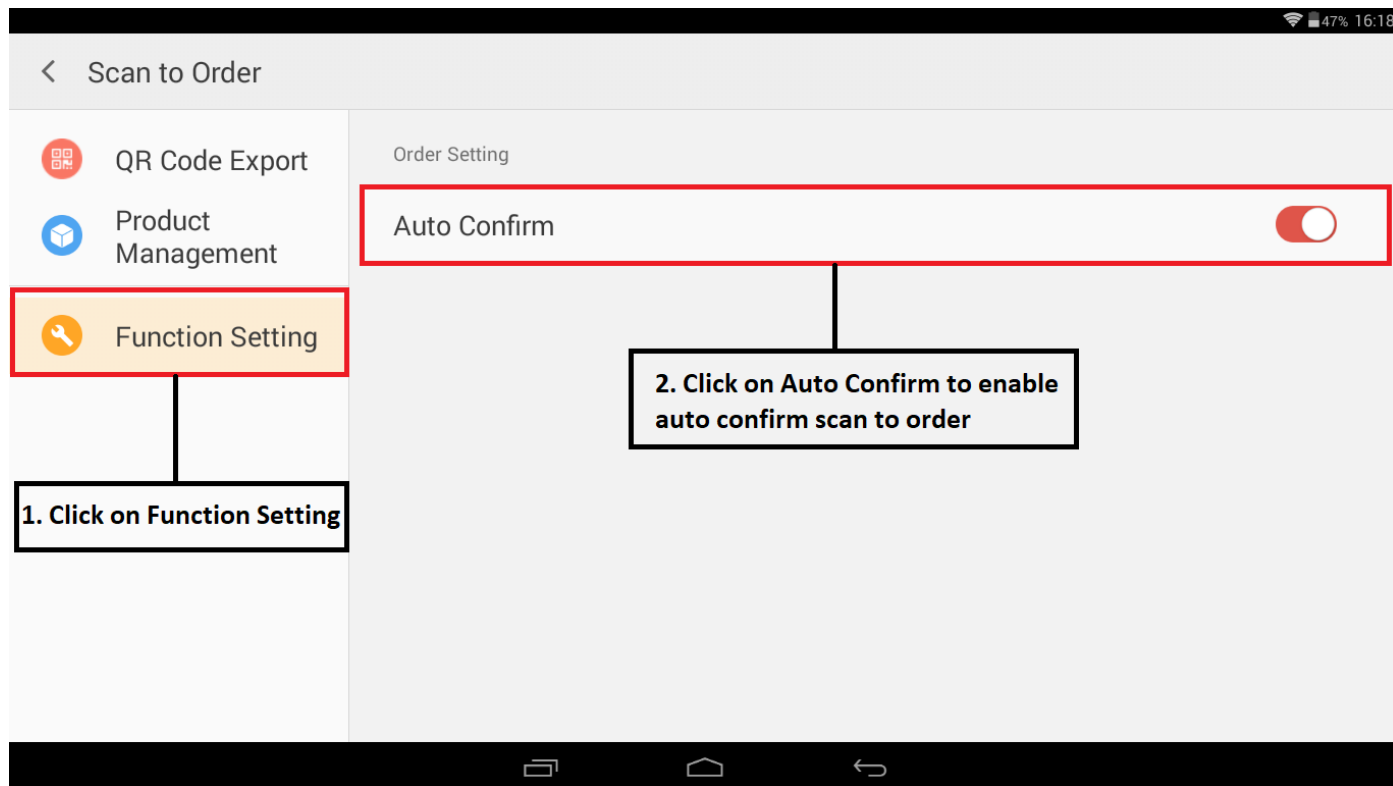 47% 16:18
Scan to Order
QR Code Export
Product
Management
Function Setting
Order Setting
Auto Confirm
2. Click on Auto Confirm to enable
auto confirm scan to order
1. Click on Function Setting